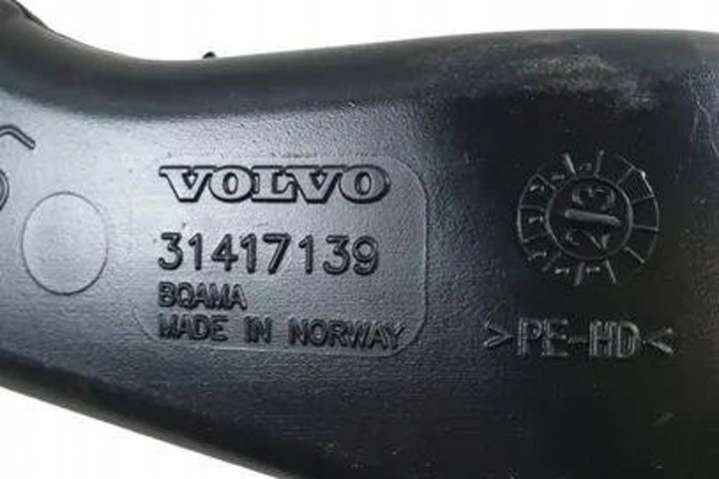 VOLVO
31417139
BQAMA
MADE IN NORWAY
>PE-HD<